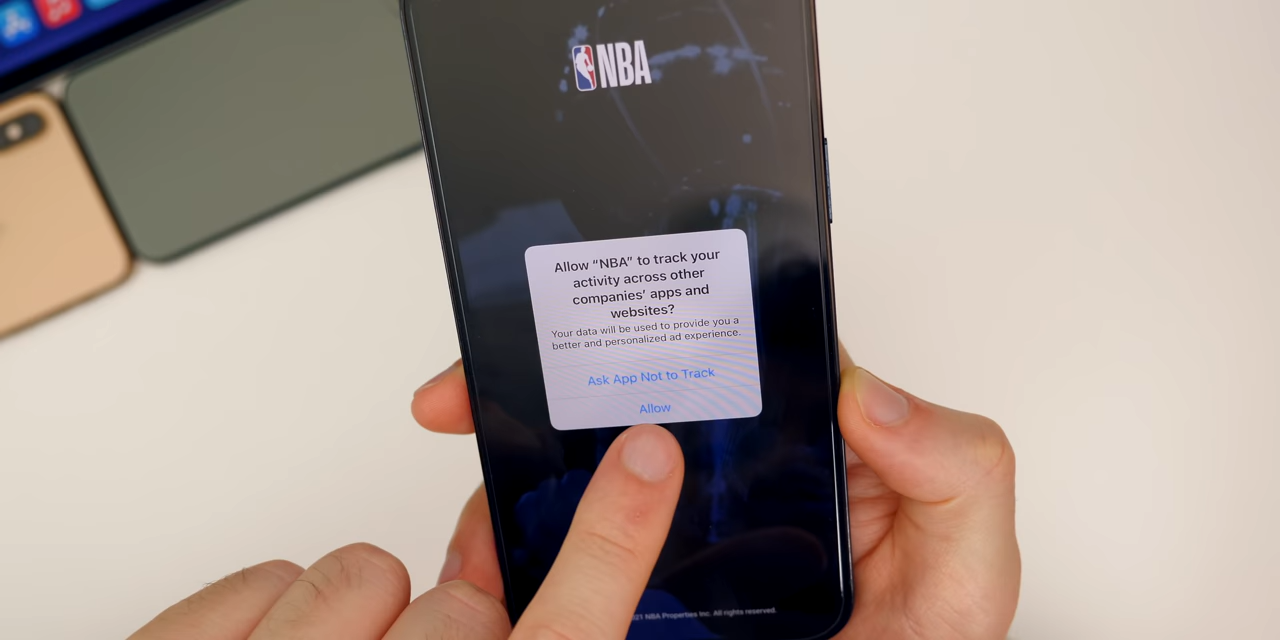 NBA
Allow “NBA” to track your
activity across other
companies’ apps and
websites?
Your data will be used to provide you a
better and personalized ad experience.
Ask App Not to Track
Allow
NBA Properties Inc. All rights reserved.